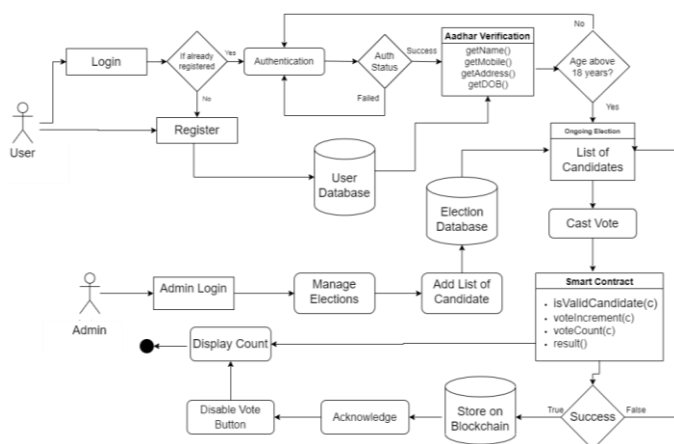 Login
If already
registered
Yes
No
Authentication
Auth
Status
Success
Failed
Aadhar Verification
getName()
getMobile()
getAddress()
getDOB()
No
Age above
18 years?
Yes
User
Register
User
Database
Ongoing Election
List of
Candidates
Election
Database
Cast Vote
Admin
Admin Login
Manage
Elections
Add List of
Candidate
Smart Contract
• isValidCandidate(c)
• voteIncrement(c)
• voteCount(c)
• result()
Display Count
Disable Vote
Button
Acknowledge
Store on
Blockchain
True
Success
False